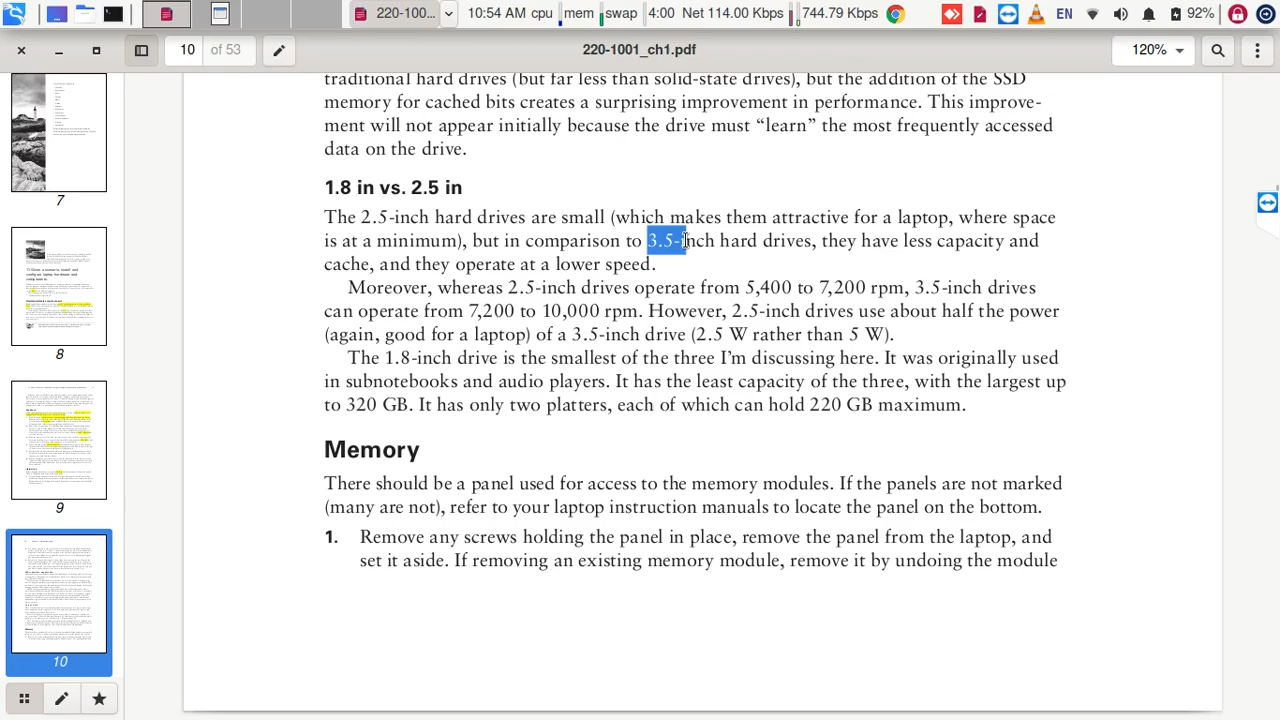 220-100...
10:54
cpu
mem
swap
4:00 Net 114.00 Kbps
744.79 Kbps
EN
92%
10 of 53
220-1001_ch1.pdf
120%
traditional hard drives (but far less than solid-state drives), but the addition of the SSD
memory for cached bits creates a surprising improvement in performance. This improve-
ment will not appear initially because the drive must "learn" the most frequently accessed
data on the drive.
1.8 in vs. 2.5 in
The 2.5-inch hard drives are small (which makes them attractive for a laptop, where space
is at a minimum), but in comparison to 3.5-inch hard drives, they have less capacity and
and they operate at a lower speed.
Moreover, whereas 2.5-inch drives operate from 5,400 to 7,200 rpm, 3.5-inch drives
can operate from 7,200 to 10,000 rpm. However, 2.5-inch drives use about half the power
(again, good for a laptop) of a 3.5-inch drive (2.5 W rather than 5 W).
The 1.8-inch drive is the smallest of the three I'm discussing here. It was originally used
in subnotebooks and audio players. It has the least capacity of the three, with the largest up
to 320 GB. It has only two platters, each of which can hold 220 GB maximum.
Memory
There should be a panel used for access to the memory modules. If the panels are not marked
(many are not), refer to your laptop instruction manuals to locate the panel on the bottom.
1. Remove any screws holding the panel in place, remove the panel from the laptop, and
set it aside. If removing an existing memory module, remove it by undoing the module
7
8
9
10